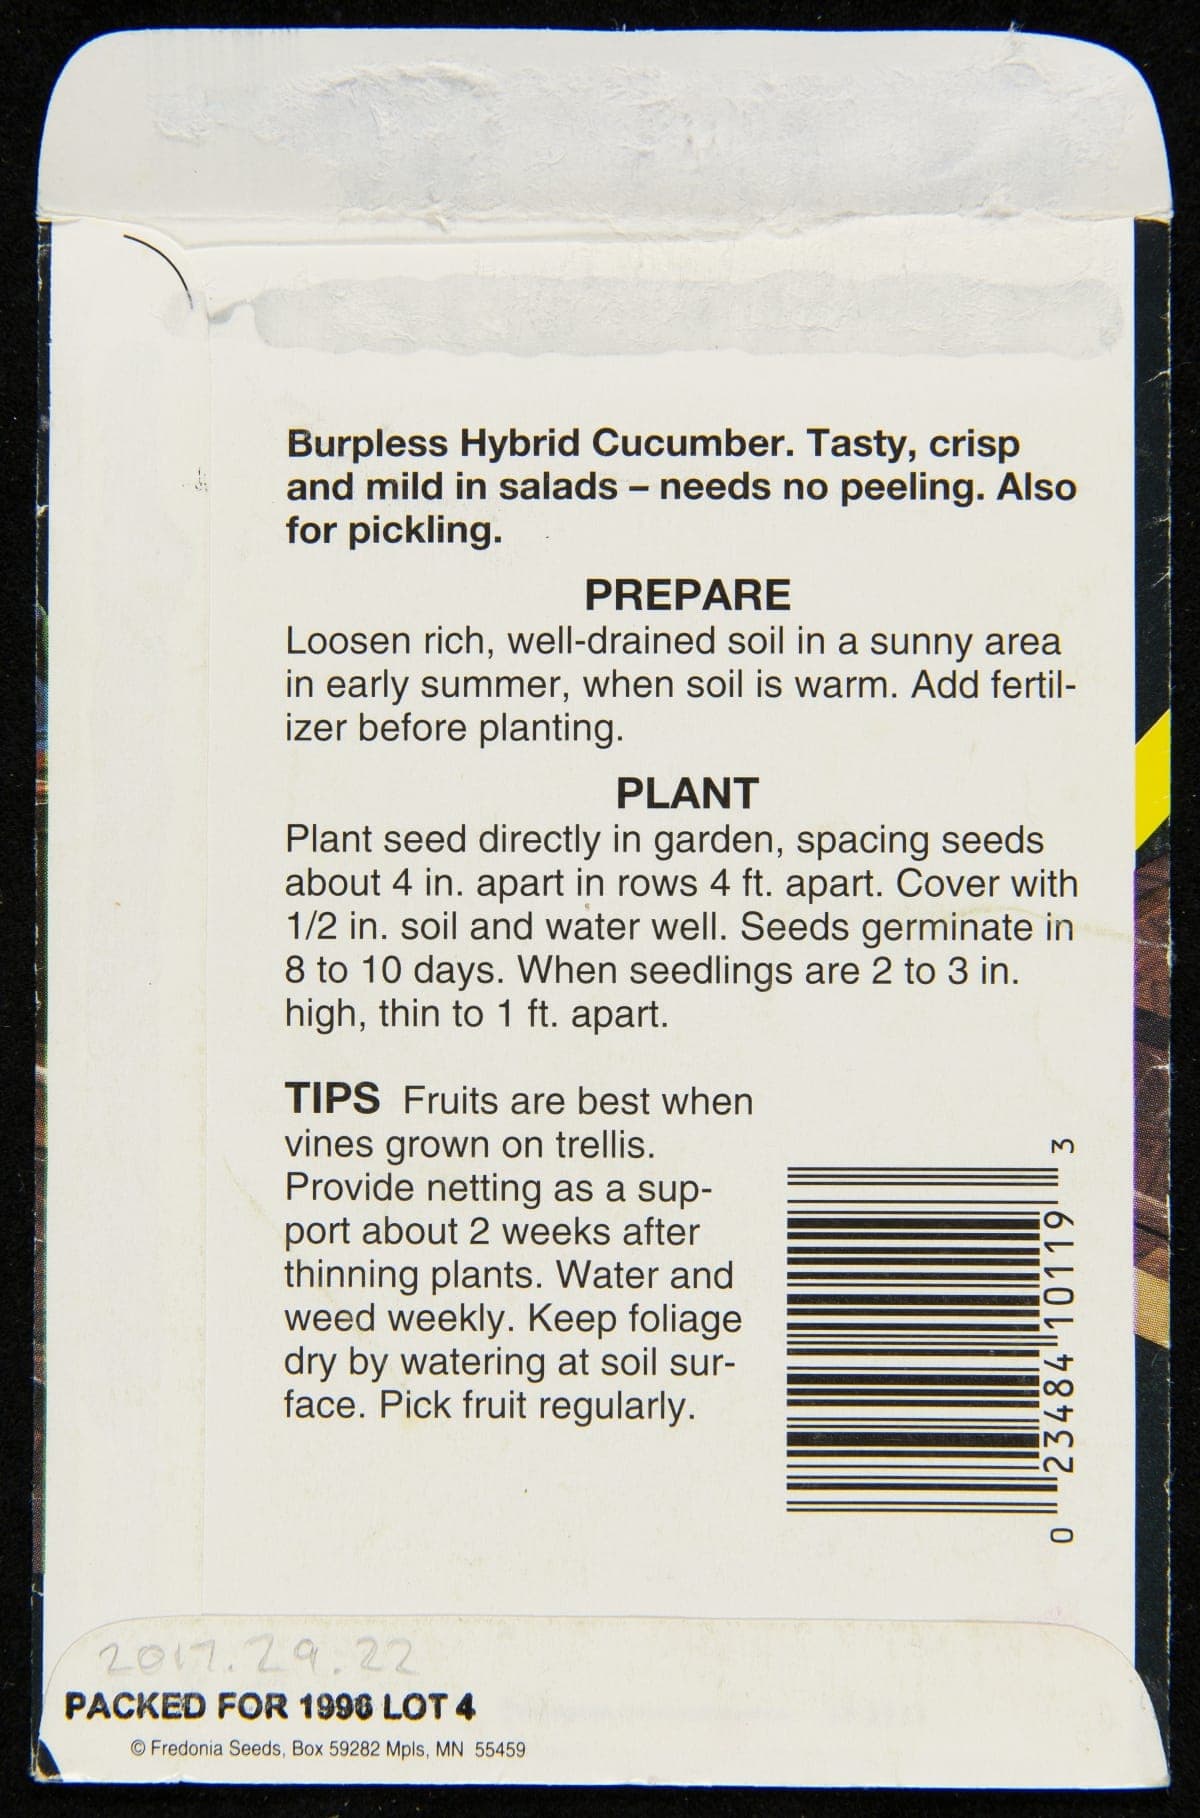 Burpless Hybrid Cucumber. Tasty, crisp
and mild in salads – needs no peeling. Also
for pickling.
PREPARE
Loosen rich, well-drained soil in a sunny area
in early summer, when soil is warm. Add fertil-
izer before planting.
PLANT
Plant seed directly in garden, spacing seeds
about 4 in. apart in rows 4 ft. apart. Cover with
1/2 in. soil and water well. Seeds germinate in
8 to 10 days. When seedlings are 2 to 3 in.
high, thin to 1 ft. apart.
TIPS Fruits are best when
vines grown on trellis.
Provide netting as a sup-
port about 2 weeks after
thinning plants. Water and
weed weekly. Keep foliage
dry by watering at soil sur-
face. Pick fruit regularly.
0 23484 10119 3
2017.29.22
PACKED FOR 1996 LOT 4
© Fredonia Seeds, Box 59282 Mpls, MN 55459